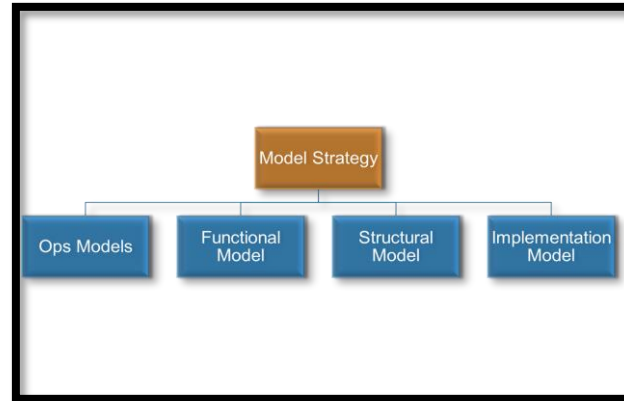 Model Strategy
Ops Models
Functional
Model
Structural
Model
Implementation
Model